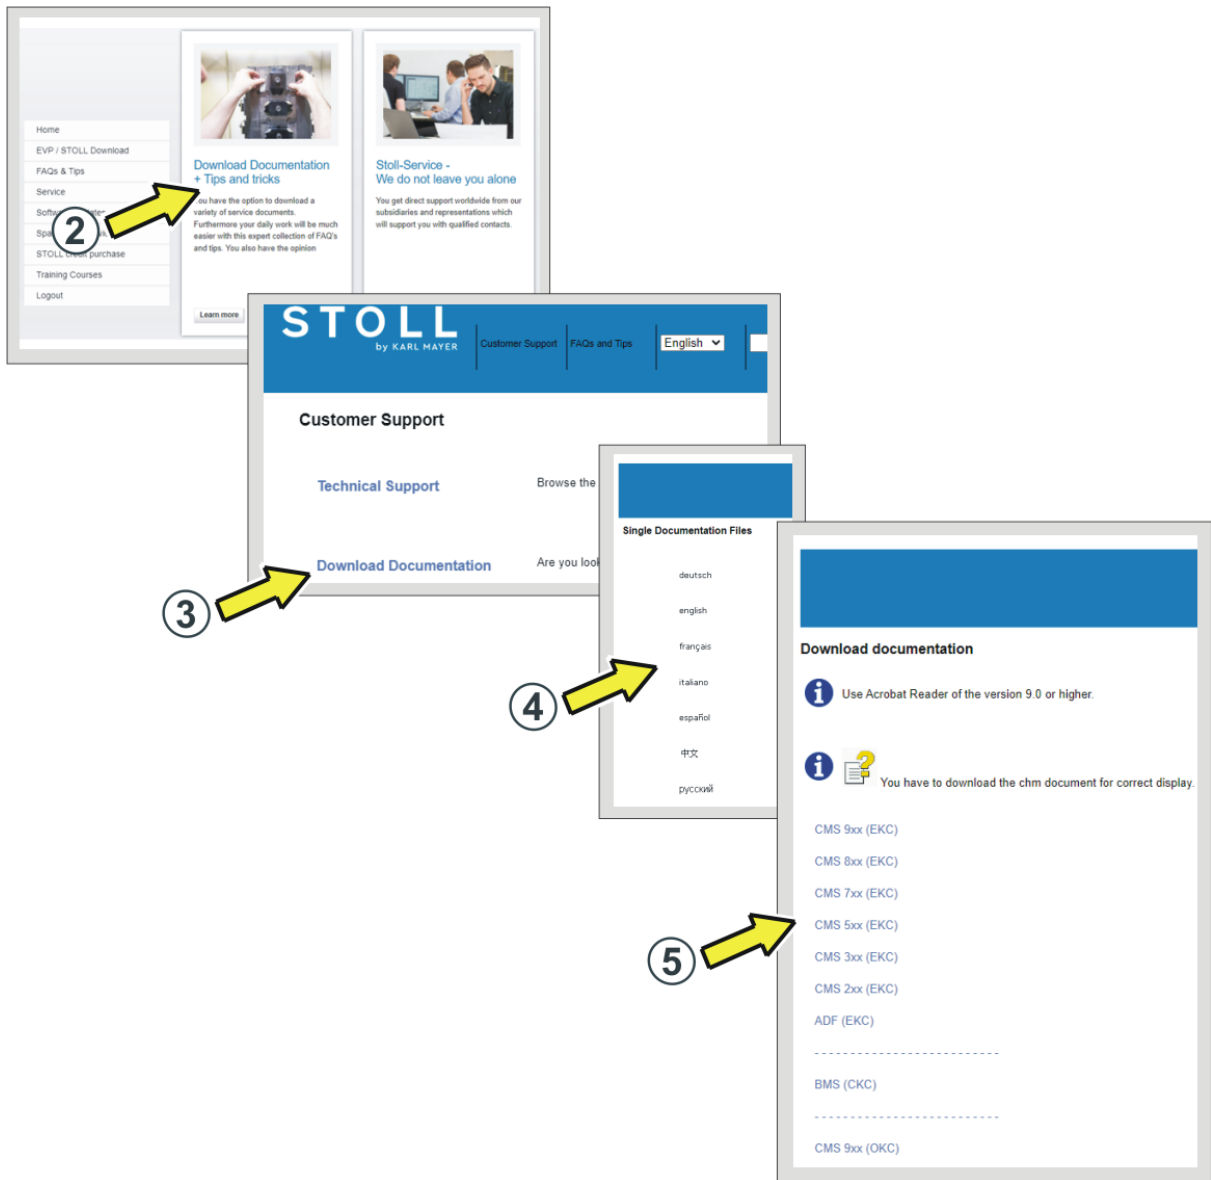 Home
EVP / STOLL Download
FAQs & Tips
Service
STOLL credit purchase
Training Courses
Logout
Download Documentation
+ Tips and tricks
You have the option to download a
variety of service documents.
Furthermore your daily work will be much
easier with this expert collection of FAQ's
and tips. You also have the opinion
Learn more
Stoll-Service -
We do not leave you alone
You get direct support worldwide from our
subsidiaries and representations which
will support you with qualified contacts.
2
STOLL
by KARL MAYER
Customer Support
FAQs and Tips
English
Customer Support
Technical Support
Browse the
Download Documentation
Are you look
3
Single Documentation Files
deutsch
english
français
italiano
español
中文
русский
4
Download documentation
Use Acrobat Reader of the version 9.0 or higher.
You have to download the chm document for correct display.
CMS 9xx (EKC)
CMS 8xx (EKC)
CMS 7xx (EKC)
CMS 5xx (EKC)
CMS 3xx (EKC)
CMS 2xx (EKC)
ADF (EKC)
--------------------------
BMS (CKC)
--------------------------
CMS 9xx (OKC)
5